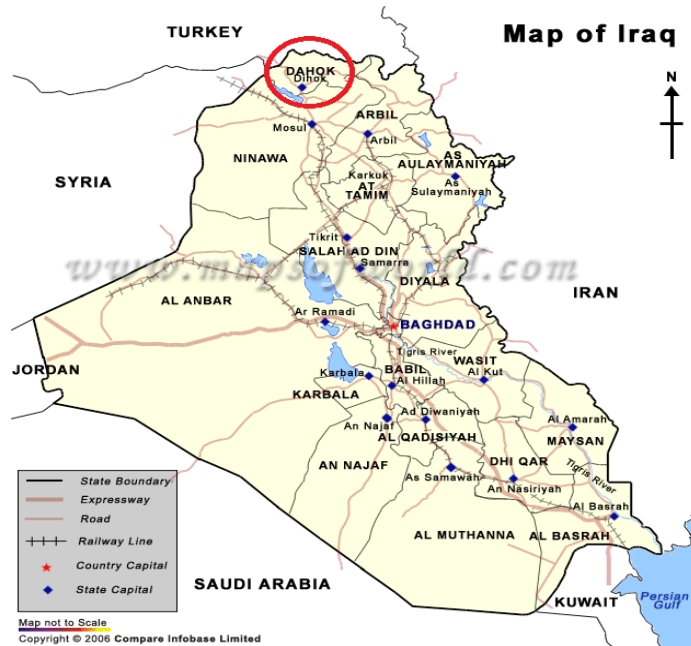 TURKEY
Map of Iraq
DAHOK
Dihok
N
Mosul
ARBIL
Arbil
NINAWA
AS
AULAYMANIYAH
As
Sulaymaniyah
Karkuk
AT
TAMIM
SYRIA
Tikrit
SALAH AD DIN
Samarra
www.mapsofworld.com
DIYALA
IRAN
AL ANBAR
Ar Ramadi
BAGHDAD
Tigris River
WASIT
JORDAN
Karbala
BABIL
Al Hillah
Al Kut
KARBALA
Ad Diwaniyah
Al Amarah
An Najaf
AL QADISIYAH
MAYSAN
AN NAJAF
DHI QAR
Tigris River
As Samawah
An Nasiriyah
Al Basrah
AL MUTHANNA
AL BASRAH
State Boundary
Expressway
Road
Railway Line
Country Capital
State Capital
SAUDI ARABIA
KUWAIT
Persian
Gulf
Map not to Scale
Copyright © 2006 Compare Infobase Limited